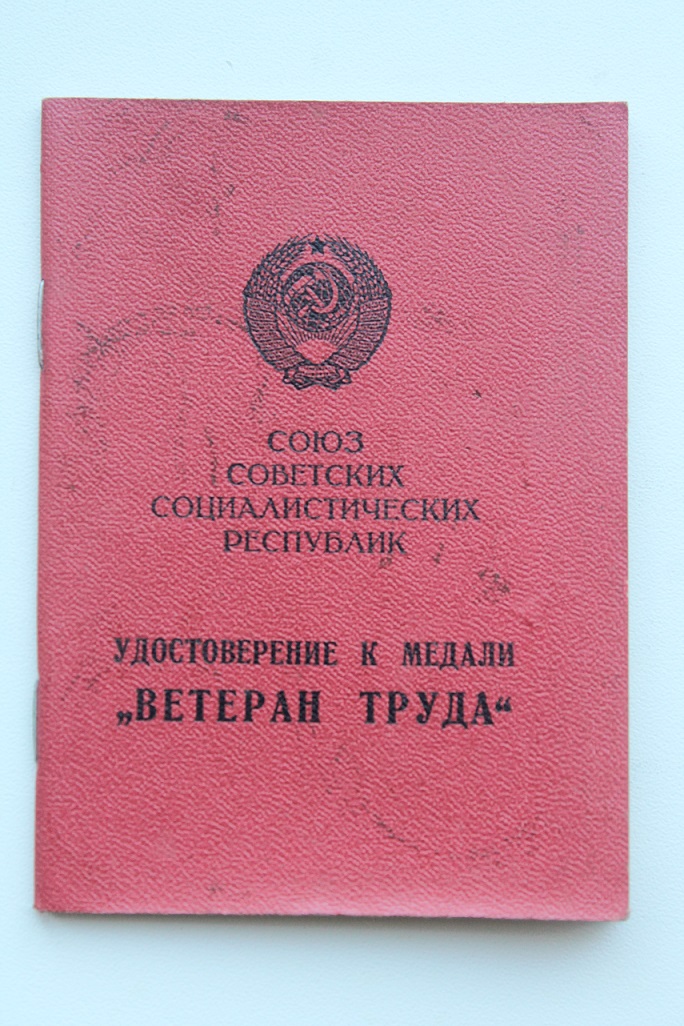 СОЮЗ
СОВЕТСКИХ
СОЦИАЛИСТИЧЕСКИХ
РЕСПУБЛИК
УДОСТОВЕРЕНИЕ К МЕДАЛИ
„ВЕТЕРАН ТРУДА“